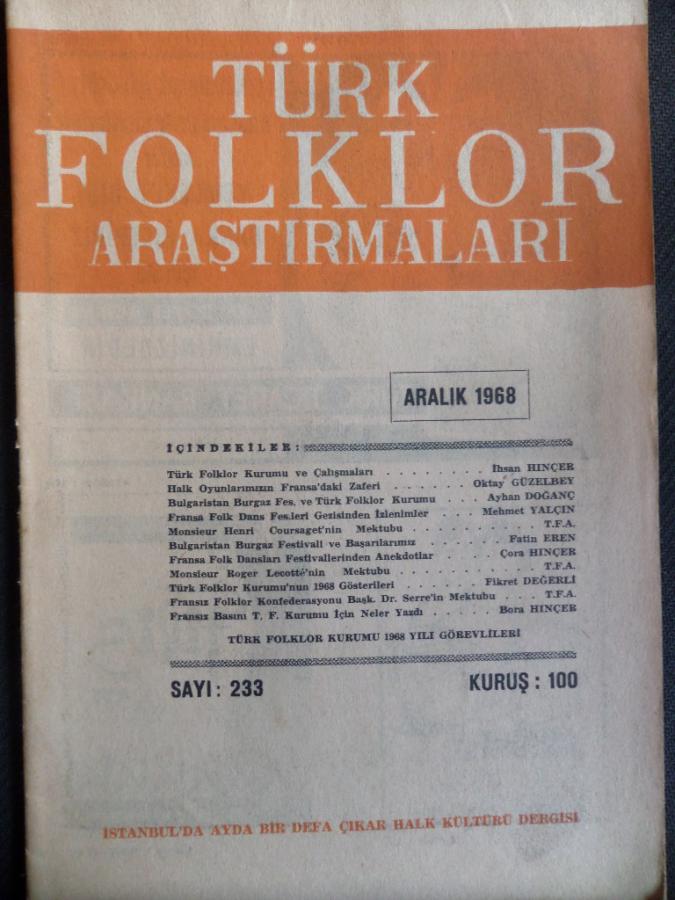 TÜRK
FOLKLOR
ARAŞTIRMALARI
ARALIK 1968
İÇİNDEKİLER:
Türk Folklor Kurumu ve Çalışmaları . . . . . . . . İhsan HINÇER
Halk Oyunlarımızın Fransa'daki Zaferi . . . . . . Oktay GÜZELBEY
Bulgaristan Burgaz Fes. ve Türk Folklor Kurumu . . . Ayhan DOĞANÇ
Fransa Folk Dans Fes.leri Gezisinden İzlenimler . . . Mehmet YALÇIN
Monsieur Henri Coursaget'nin Mektubu . . . . . . . . . . T.F.A.
Bulgaristan Burgaz Festivali ve Başarılarımız . . . . . . Fatin EREN
Fransa Folk Dansları Festivallerinden Anekdotlar . . . Çora HINÇER
Monsieur Roger Lecotté'nin Mektubu . . . . . . . . . . . T.F.A.
Türk Folklor Kurumu'nun 1968 Gösterileri . . . . . . Fikret DEĞERLİ
Fransız Folklor Konfederasyonu Başk. Dr. Serre'in Mektubu . . . T.F.A.
Fransız Basını T. F. Kurumu İçin Neler Yazdı . . . . . Bora HINÇER
TÜRK FOLKLOR KURUMU 1968 YILI GÖREVLİLERİ
SAYI: 233 KURUŞ: 100
İSTANBUL'DA AYDA BİR DEFA ÇIKAR HALK KÜLTÜRÜ DERGİSİ